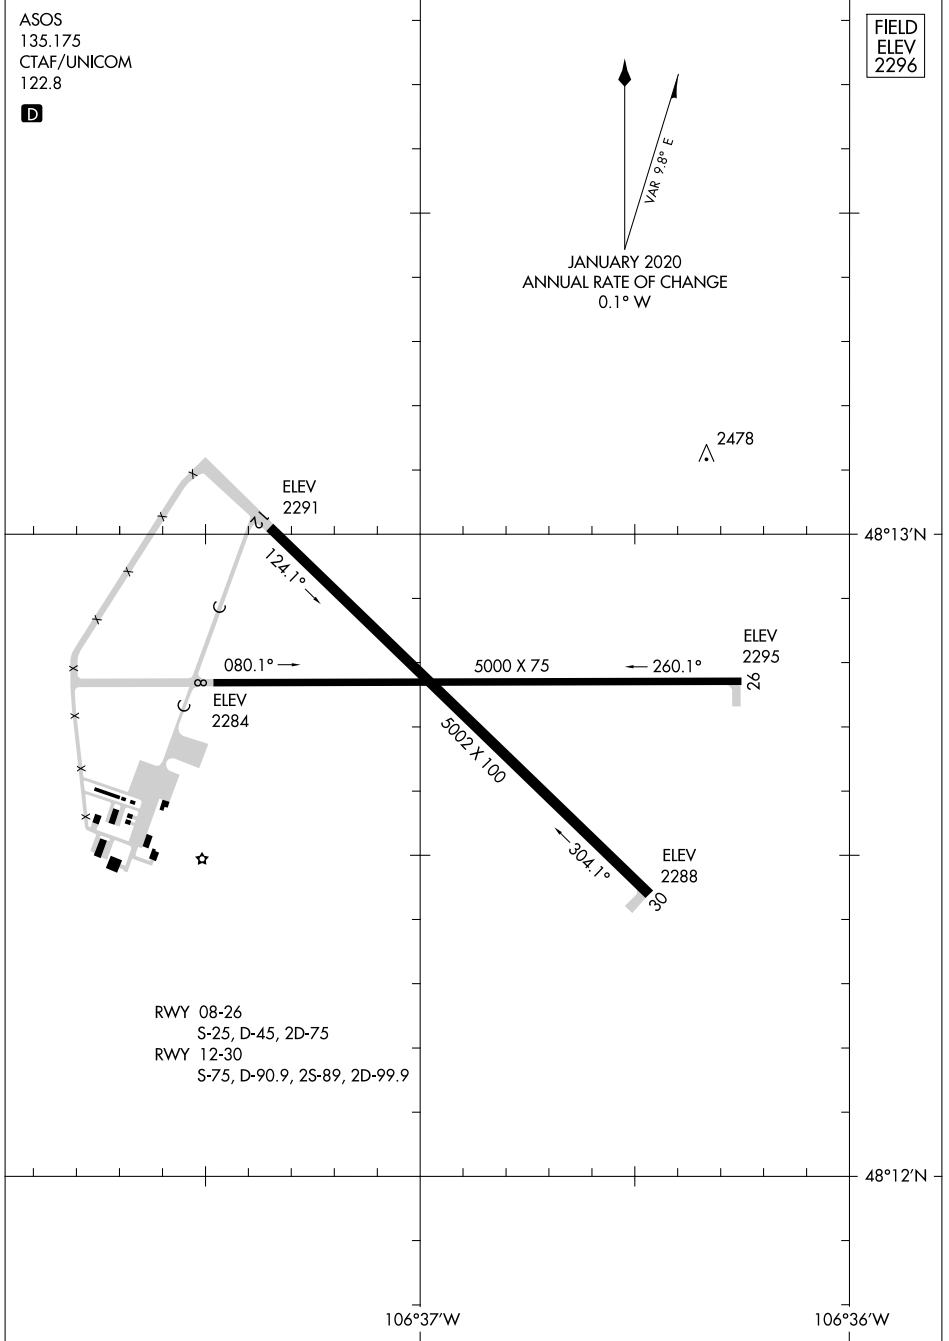 ASOS
135.175
CTAF/UNICOM
122.8
D
FIELD
ELEV
2296
VAR 9.8° E
JANUARY 2020
ANNUAL RATE OF CHANGE
0.1° W
2478
ELEV
2291
12
48°13'N
124.1°
C
X
X
X
X
X
X
X
X
ELEV
2295
080.1°
5000 X 75
260.1°
26
8
ELEV
2284
C
5002 X 100
304.1°
ELEV
2288
30
RWY 08-26
S-25, D-45, 2D-75
RWY 12-30
S-75, D-90.9, 2S-89, 2D-99.9
48°12'N
106°37'W
106°36'W